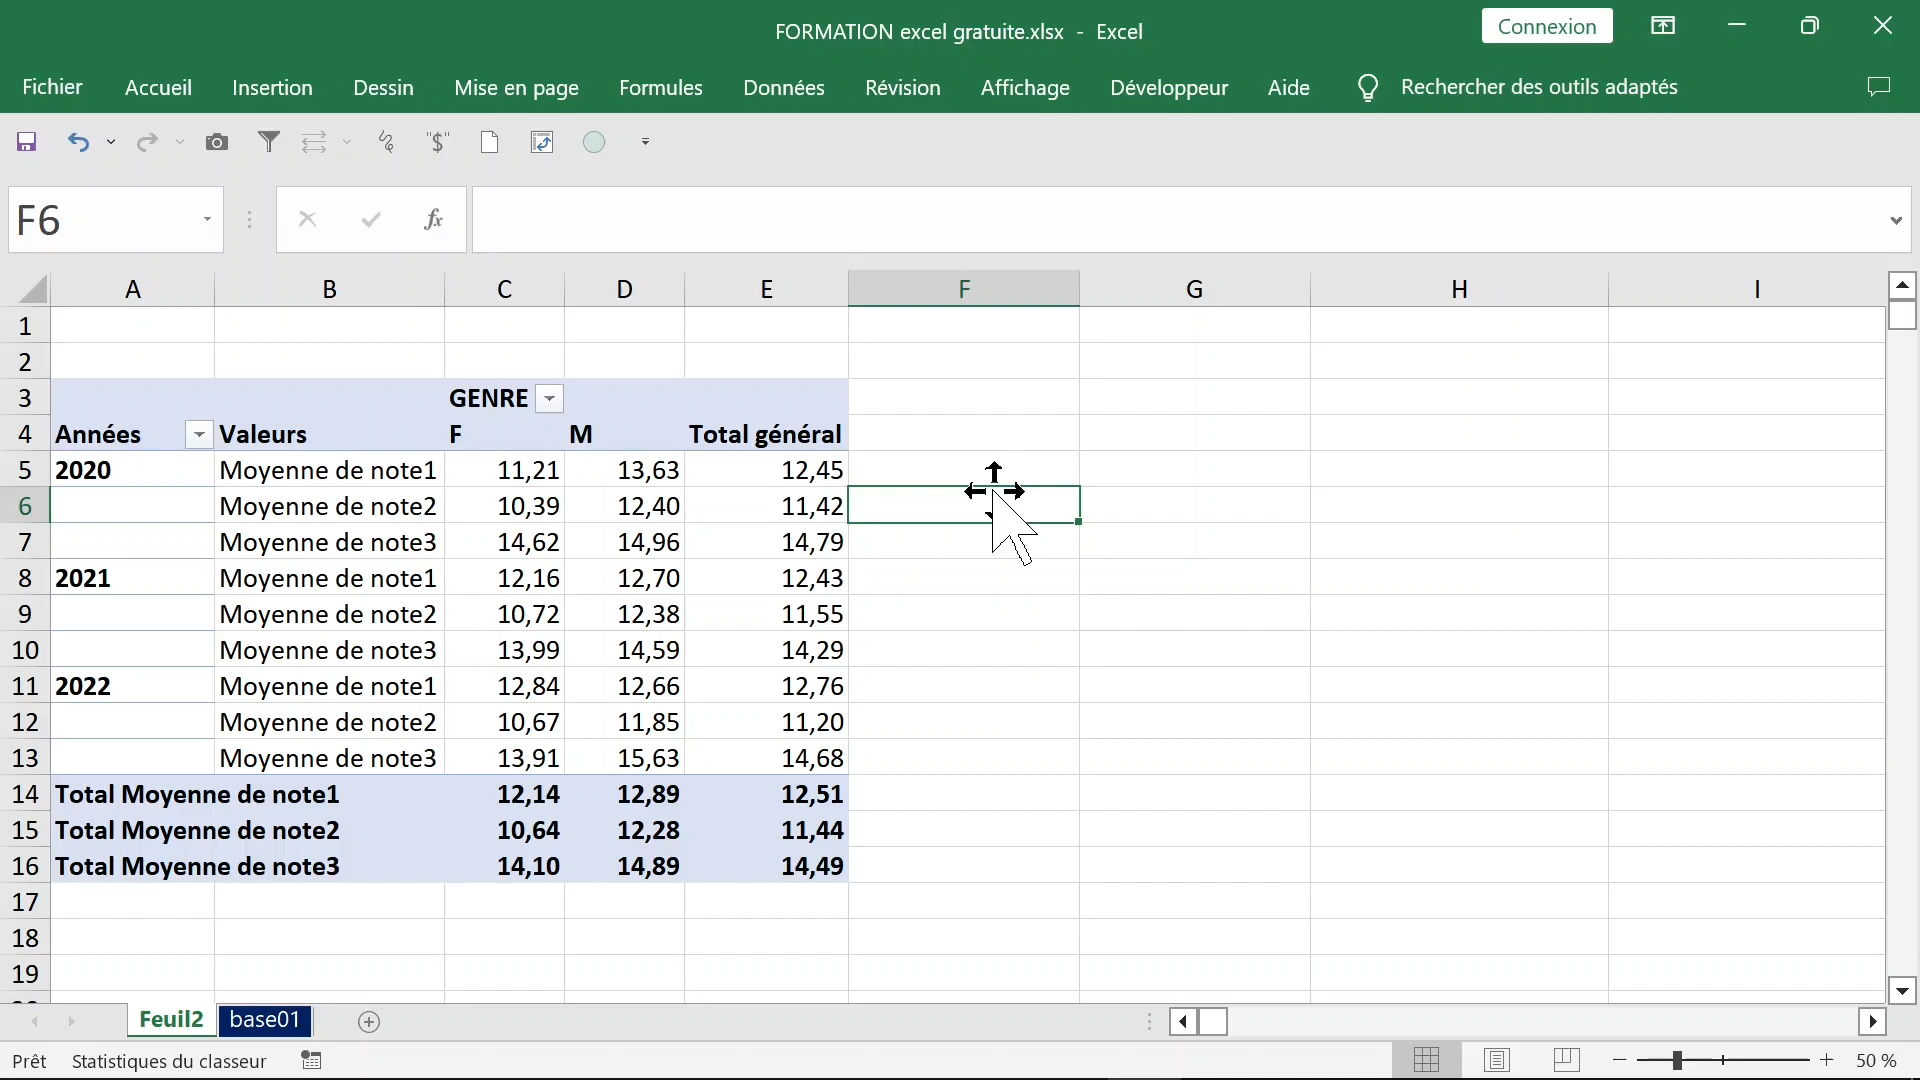 FORMATION excel gratuite.xlsx - Excel
Connexion
Fichier Accueil Insertion Dessin Mise en page Formules Données Révision Affichage Développeur Aide Rechercher des outils adaptés
"$"
F6 fx
A B C D E F G H I
1
2
3 GENRE
4 Années Valeurs F M Total général
5 2020 Moyenne de note1 11,21 13,63 12,45
6 Moyenne de note2 10,39 12,40 11,42
7 Moyenne de note3 14,62 14,96 14,79
8 2021 Moyenne de note1 12,16 12,70 12,43
9 Moyenne de note2 10,72 12,38 11,55
10 Moyenne de note3 13,99 14,59 14,29
11 2022 Moyenne de note1 12,84 12,66 12,76
12 Moyenne de note2 10,67 11,85 11,20
13 Moyenne de note3 13,91 15,63 14,68
14 Total Moyenne de note1 12,14 12,89 12,51
15 Total Moyenne de note2 10,64 12,28 11,44
16 Total Moyenne de note3 14,10 14,89 14,49
17
18
19
Feuil2 base01
Prêt Statistiques du classeur 50 %